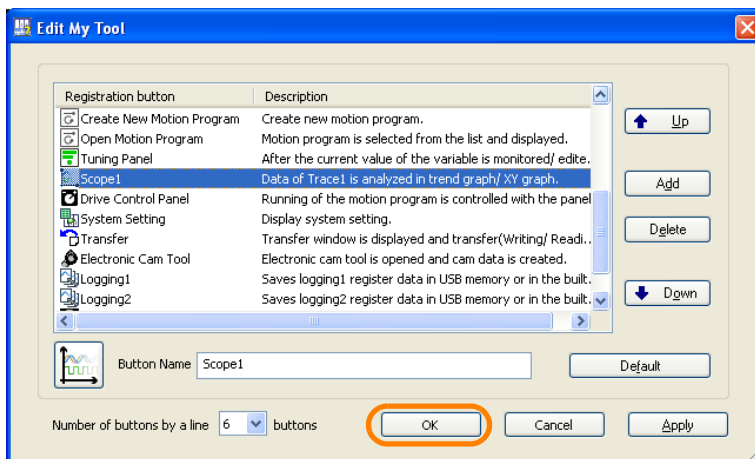 Edit My Tool
Registration button Description
Create New Motion Program Create new motion program.
Open Motion Program Motion program is selected from the list and displayed.
Tuning Panel After the current value of the variable is monitored/ edite.
Scope1 Data of Trace1 is analyzed in trend graph/ XY graph.
Drive Control Panel Running of the motion program is controlled with the panel
System Setting Display system setting.
Transfer Transfer window is displayed and transfer(Writing/ Readi..
Electronic Cam Tool Electronic cam tool is opened and cam data is created.
Logging1 Saves logging1 register data in USB memory or in the built.
Logging2 Saves logging2 register data in USB memory or in the built.
Up
Add
Delete
Down
Button Name Scope1
Default
Number of buttons by a line 6 buttons
OK Cancel Apply